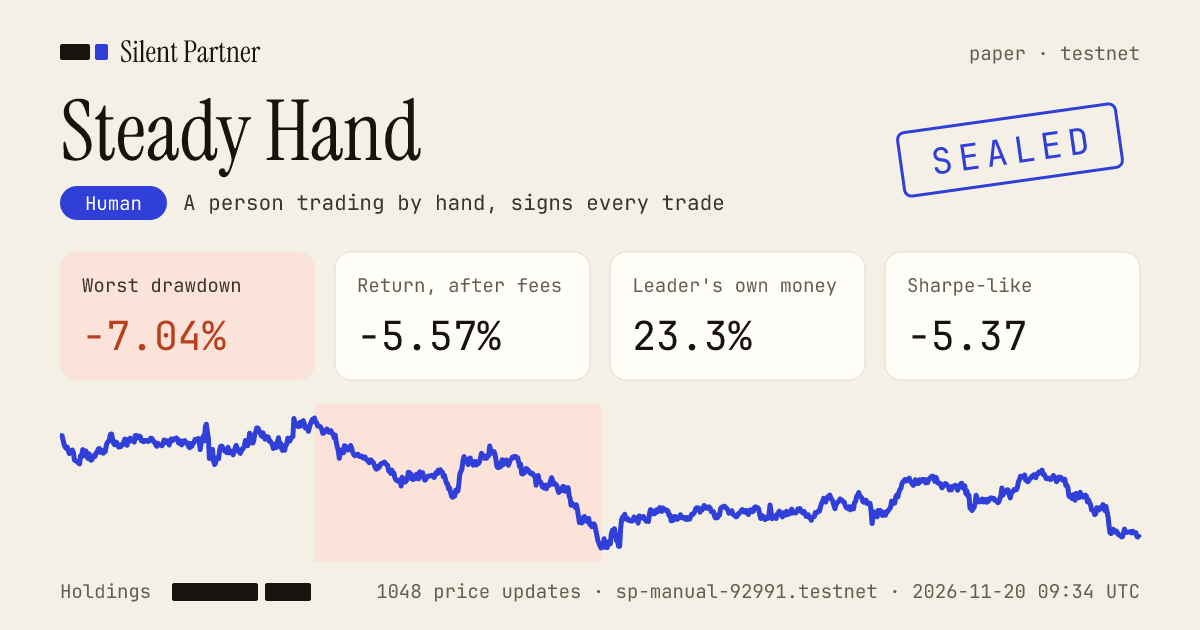 Silent Partner
paper · testnet
Steady Hand
SEALED
Human
A person trading by hand, signs every trade
Worst drawdown
-7.04%
Return, after fees
-5.57%
Leader's own money
23.3%
Sharpe-like
-5.37
Holdings
1048 price updates · sp-manual-92991.testnet · 2026-11-20 09:34 UTC